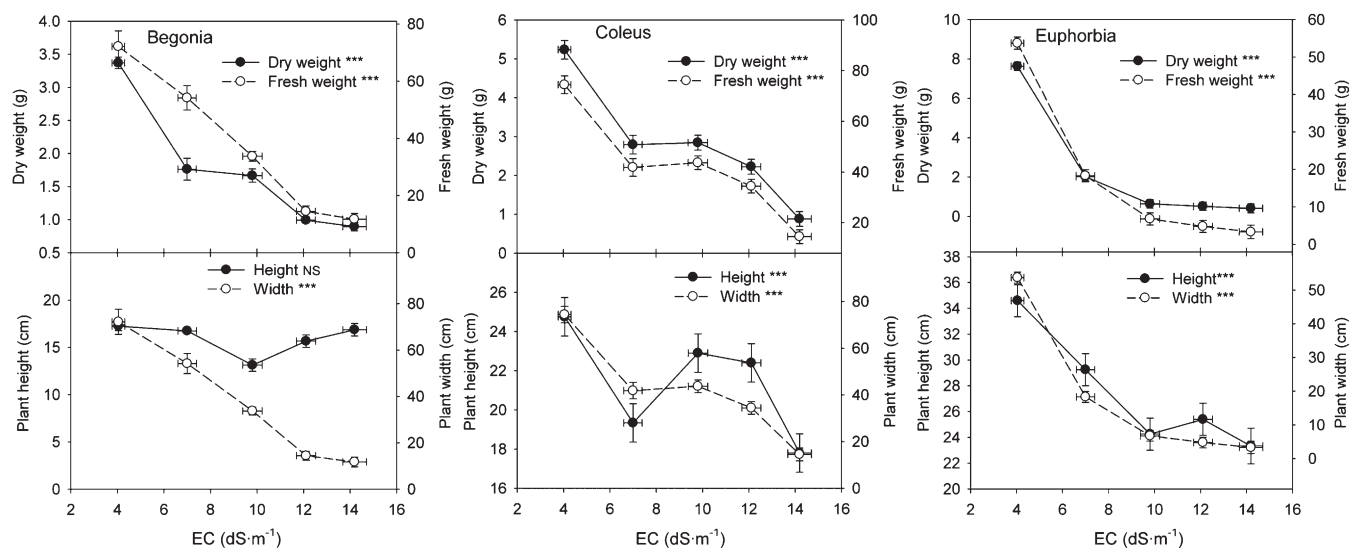 Begonia
Dry weight ***
Fresh weight ***
Dry weight (g)
4.0
3.5
3.0
2.5
2.0
1.5
1.0
0.5
Fresh weight (g)
80
60
40
20
0
Height NS
Width ***
Plant height (cm)
20
15
10
5
0
Plant width (cm)
80
60
40
20
0
2 4 6 8 10 12 14 16
EC (dS·m⁻¹)
Coleus
Dry weight ***
Fresh weight ***
Dry weight (g)
6
5
4
3
2
1
0
Fresh weight (g)
100
80
60
40
20
Height ***
Width ***
Plant height (cm)
26
24
22
20
18
16
Plant width (cm)
80
60
40
20
0
2 4 6 8 10 12 14 16
EC (dS·m⁻¹)
Euphorbia
Dry weight ***
Fresh weight ***
Dry weight (g)
10
8
6
4
2
0
Fresh weight (g)
60
50
40
30
20
10
0
Height***
Width ***
Plant height (cm)
38
36
34
32
30
28
26
24
22
20
Plant width (cm)
50
40
30
20
10
0
2 4 6 8 10 12 14 16
EC (dS·m⁻¹)